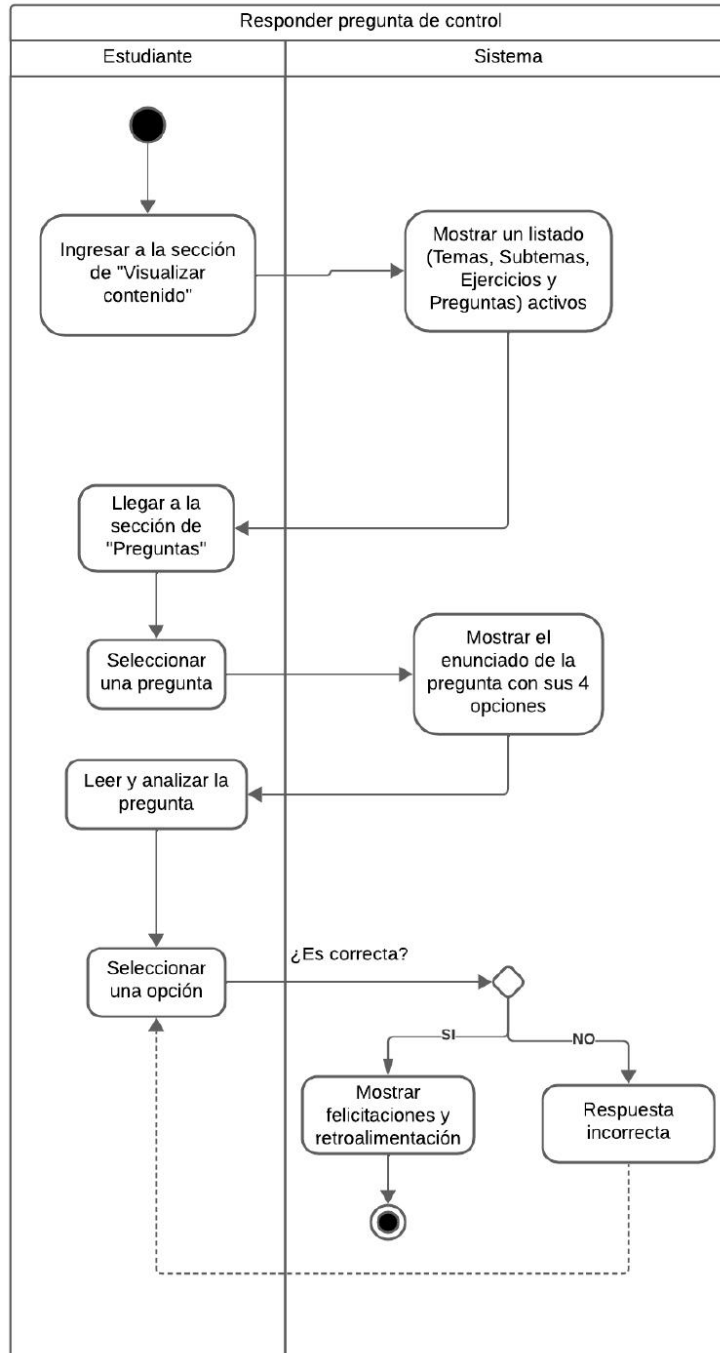 Responder pregunta de control
Estudiante
Sistema
Ingresar a la sección
de "Visualizar
contenido"
Mostrar un listado
(Temas, Subtemas,
Ejercicios y
Preguntas) activos
Llegar a la
sección de
"Preguntas"
Seleccionar
una pregunta
Mostrar el
enunciado de la
pregunta con sus 4
opciones
Leer y analizar la
pregunta
Seleccionar
una opción
¿Es correcta?
SI
NO
Mostrar
felicitaciones y
retroalimentación
Respuesta
incorrecta